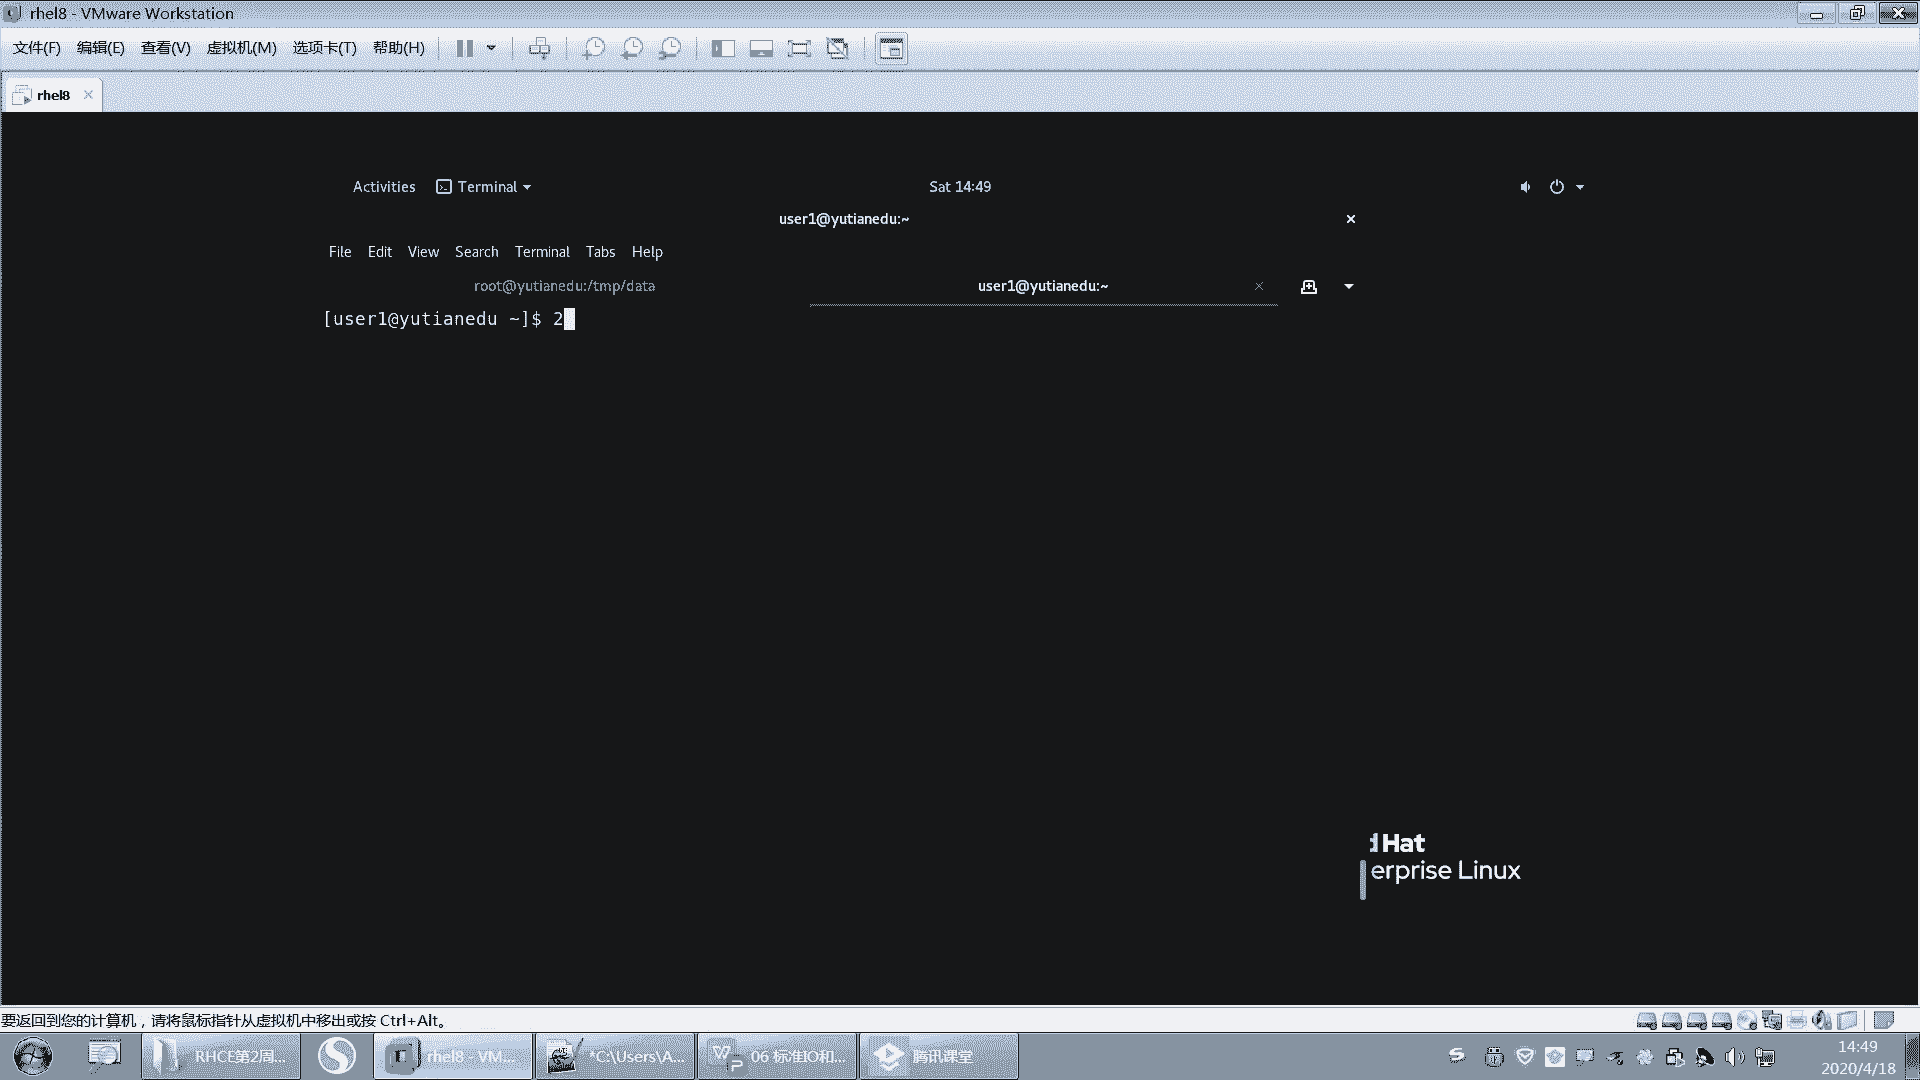 rhel8 - VMware Workstation
文件(F) 编辑(E) 查看(V) 虚拟机(M) 选项卡(T) 帮助(H)
rhel8
Activities Terminal Sat 14:49
user1@yutianedu:~
File Edit View Search Terminal Tabs Help
root@yutianedu:/tmp/data user1@yutianedu:~
[user1@yutianedu ~]$ 2
Hat
erprise Linux
要返回到您的计算机，请将鼠标指针从虚拟机中移出或按 Ctrl+Alt。
RHCE第2周... rhel8 - VM... *C:\Users\A... 06 标准IO和... 腾讯课堂
14:49
2020/4/18